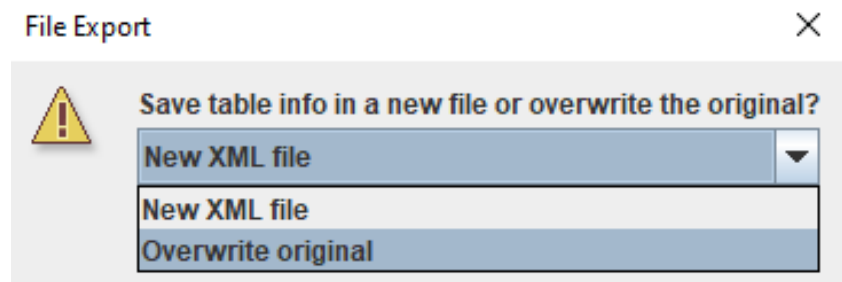 File Export
Save table info in a new file or overwrite the original?
New XML file
New XML file
Overwrite original